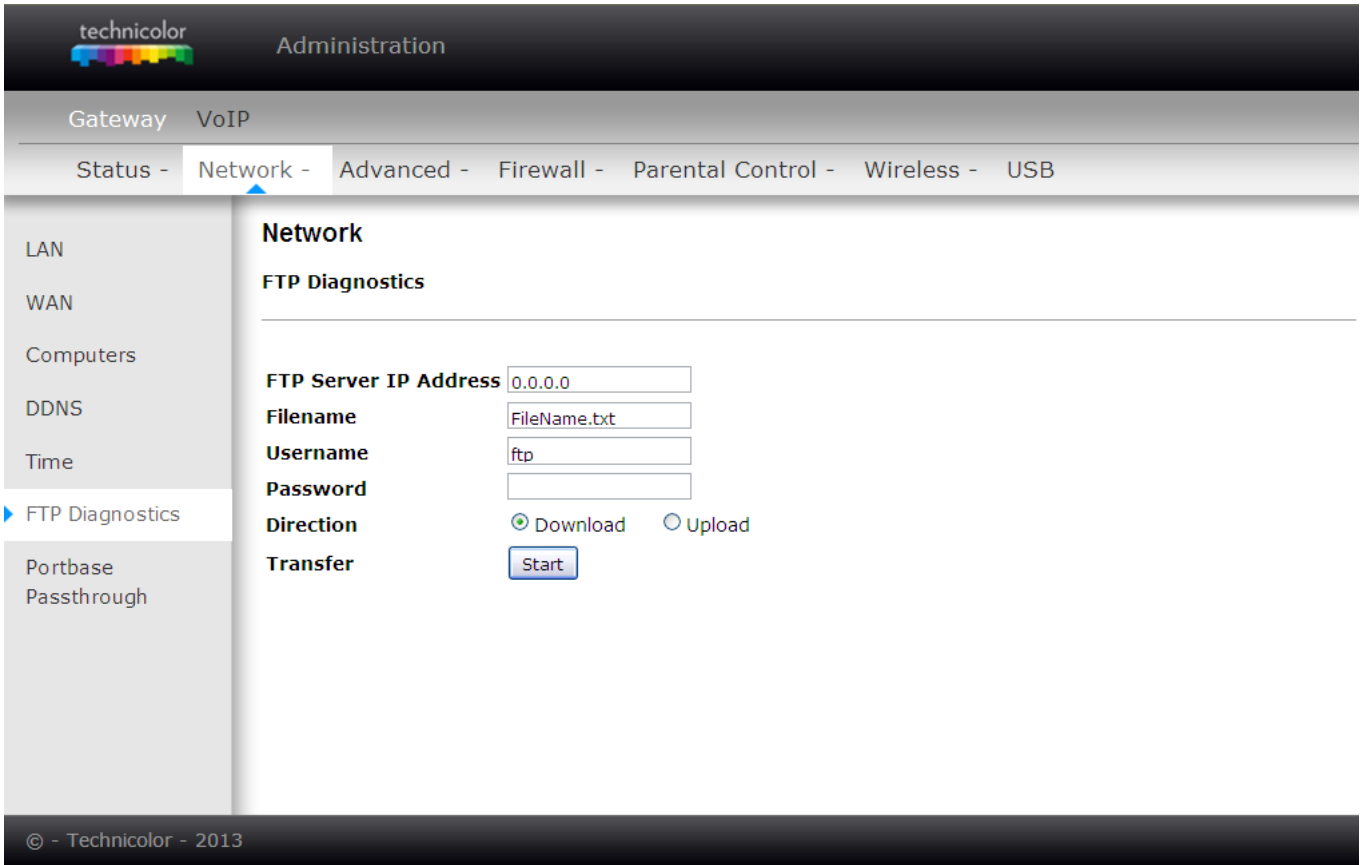 technicolor
Administration
Gateway VoIP
Status - Network - Advanced - Firewall - Parental Control - Wireless - USB
LAN
WAN
Computers
DDNS
Time
FTP Diagnostics
Portbase
Passthrough
Network
FTP Diagnostics
FTP Server IP Address 0.0.0.0
Filename FileName.txt
Username ftp
Password
Direction Download Upload
Transfer Start
© - Technicolor - 2013